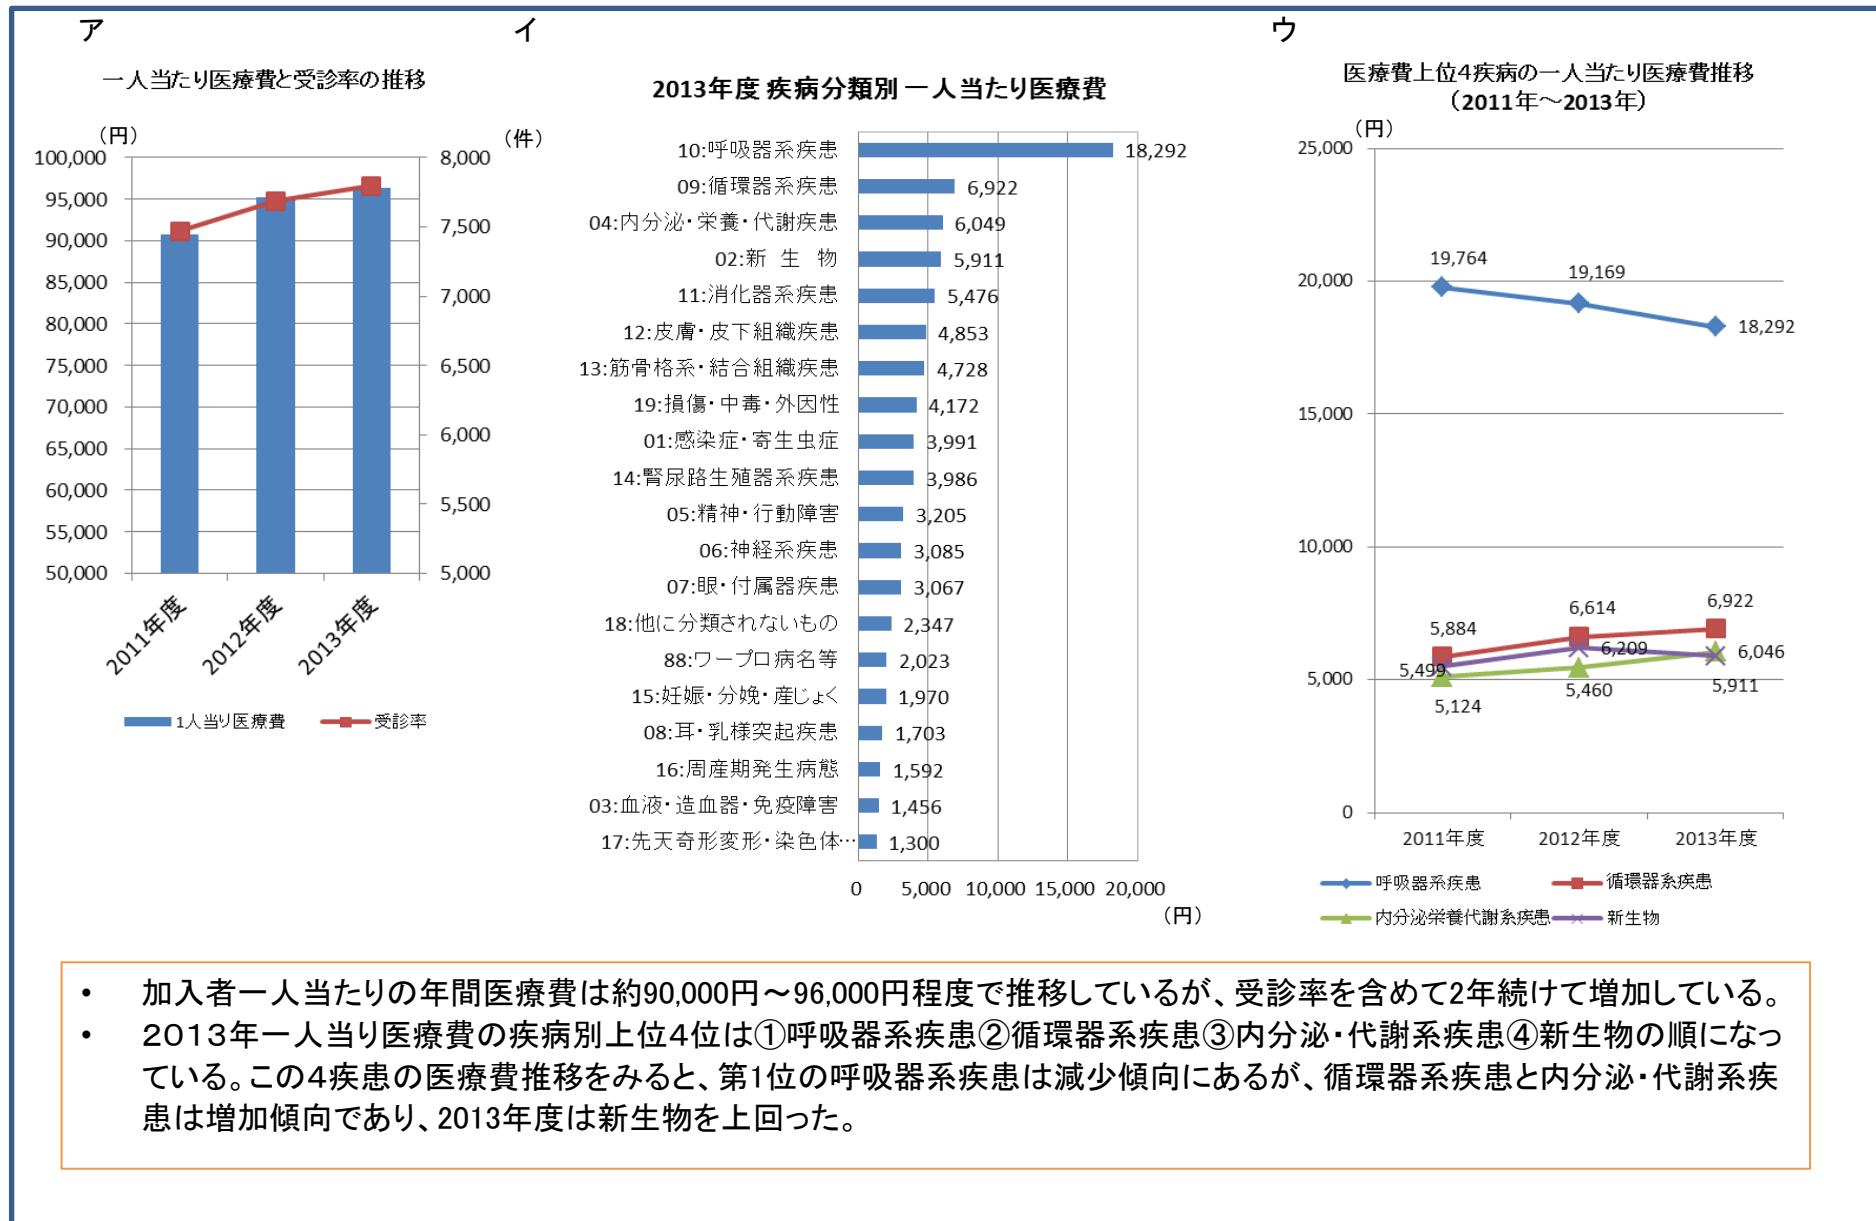 ア
一人当たり医療費と受診率の推移
（円）
（件）
100,000
95,000
90,000
85,000
80,000
75,000
70,000
65,000
60,000
55,000
50,000
8,000
7,500
7,000
6,500
6,000
5,500
5,000
2011年度
2012年度
2013年度
1人当り医療費
受診率
イ
2013年度 疾病分類別 一人当たり医療費
10:呼吸器系疾患 18,292
09:循環器系疾患 6,922
04:内分泌・栄養・代謝疾患 6,049
02:新 生 物 5,911
11:消化器系疾患 5,476
12:皮膚・皮下組織疾患 4,853
13:筋骨格系・結合組織疾患 4,728
19:損傷・中毒・外因性 4,172
01:感染症・寄生虫症 3,991
14:腎尿路生殖器系疾患 3,986
05:精神・行動障害 3,205
06:神経系疾患 3,085
07:眼・付属器疾患 3,067
18:他に分類されないもの 2,347
88:ワープロ病名等 2,023
15:妊娠・分娩・産じょく 1,970
08:耳・乳様突起疾患 1,703
16:周産期発生病態 1,592
03:血液・造血器・免疫障害 1,456
17:先天奇形変形・染色体… 1,300
0 5,000 10,000 15,000 20,000
（円）
ウ
医療費上位４疾病の一人当たり医療費推移
（2011年～2013年）
（円）
25,000
20,000
15,000
10,000
5,000
0
19,764
19,169
18,292
5,884
6,614
6,922
5,499
6,209
6,046
5,124
5,460
5,911
2011年度 2012年度 2013年度
呼吸器系疾患 循環器系疾患
内分泌栄養代謝系疾患 新生物
• 加入者一人当たりの年間医療費は約90,000円～96,000円程度で推移しているが、受診率を含めて2年続けて増加している。
• ２０１３年一人当り医療費の疾病別上位４位は①呼吸器系疾患②循環器系疾患③内分泌・代謝系疾患④新生物の順になっ
ている。この４疾患の医療費推移をみると、第1位の呼吸器系疾患は減少傾向にあるが、循環器系疾患と内分泌・代謝系疾
患は増加傾向であり、2013年度は新生物を上回った。